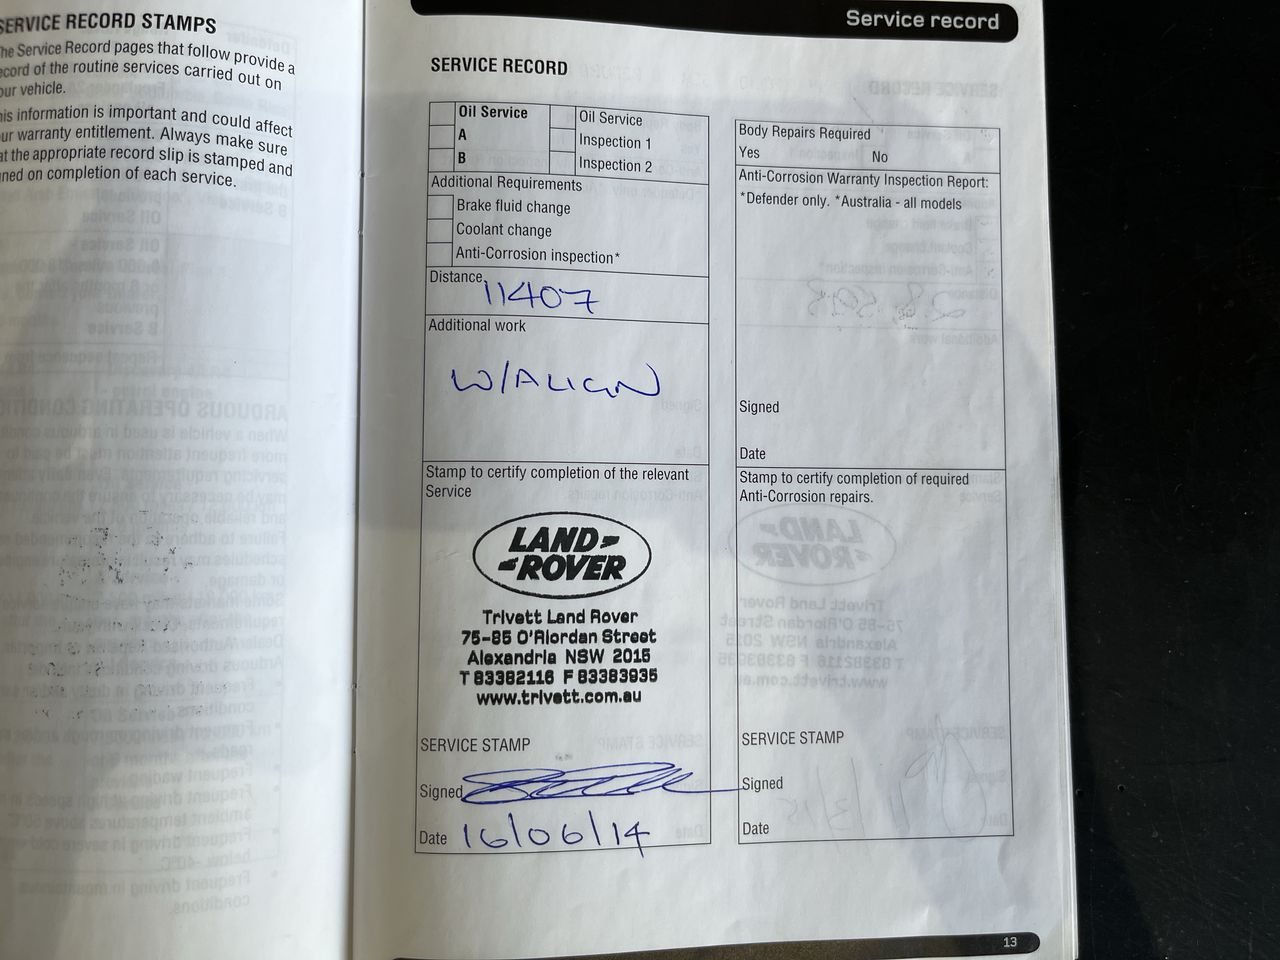 SERVICE RECORD STAMPS
The Service Record pages that follow provide a
record of the routine services carried out on
your vehicle.
This information is important and could affect
your warranty entitlement. Always make sure
that the appropriate record slip is stamped and
signed on completion of each service.
Service record
SERVICE RECORD
Oil Service
A
B
Oil Service
Inspection 1
Inspection 2
Additional Requirements
Brake fluid change
Coolant change
Anti-Corrosion inspection*
Distance
11407
Additional work
W/ALIGN
Stamp to certify completion of the relevant
Service
LAND
ROVER
Trivett Land Rover
75-85 O'Riordan Street
Alexandria NSW 2015
T 83382116 F 83383935
www.trivett.com.au
SERVICE STAMP
Signed
Date 16/06/14
Body Repairs Required
Yes No
Anti-Corrosion Warranty Inspection Report:
*Defender only. *Australia - all models
Signed
Date
Stamp to certify completion of required
Anti-Corrosion repairs.
SERVICE STAMP
Signed
Date
13